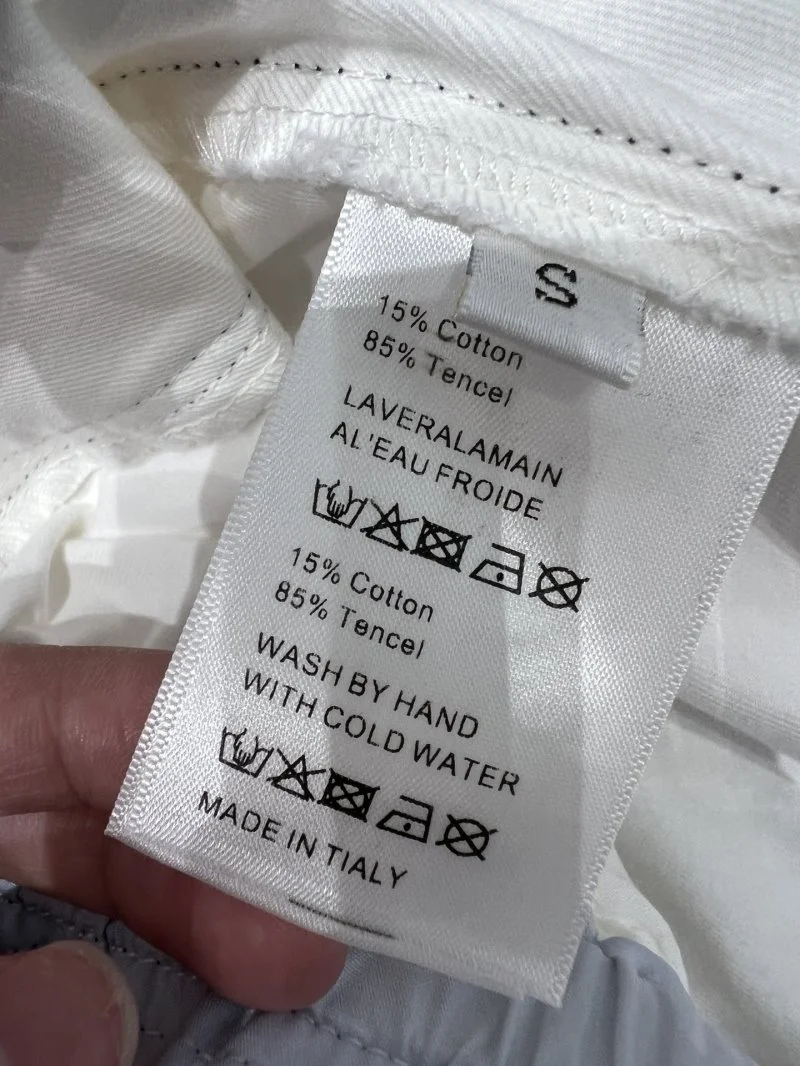 S
15% Cotton
85% Tencel
LAVERALAMAIN
AL'EAU FROIDE
15% Cotton
85% Tencel
WASH BY HAND
WITH COLD WATER
MADE IN TIALY